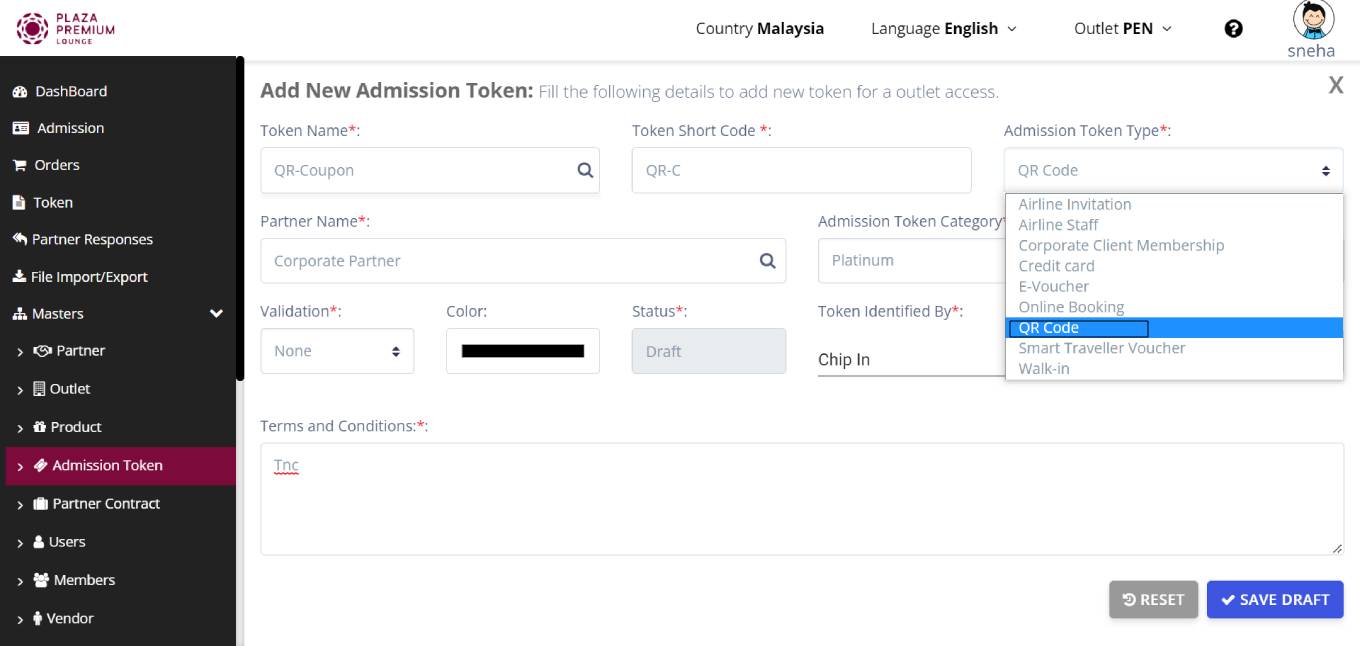 PLAZA
PREMIUM
LOUNGE
Country Malaysia
Language English
Outlet PEN
?
sneha
DashBoard
Admission
Orders
Token
Partner Responses
File Import/Export
Masters
Partner
Outlet
Product
Admission Token
Partner Contract
Users
Members
Vendor
Add New Admission Token: Fill the following details to add new token for a outlet access.
X
Token Name*:
Token Short Code *:
Admission Token Type*:
QR-Coupon
QR-C
QR Code
Airline Invitation
Airline Staff
Corporate Client Membership
Credit card
E-Voucher
Online Booking
QR Code
Smart Traveller Voucher
Walk-in
Partner Name*:
Admission Token Category*
Corporate Partner
Platinum
Validation*:
Color:
Status*:
Token Identified By*:
None
Draft
Chip In
Terms and Conditions:*:
Tnc
RESET
SAVE DRAFT